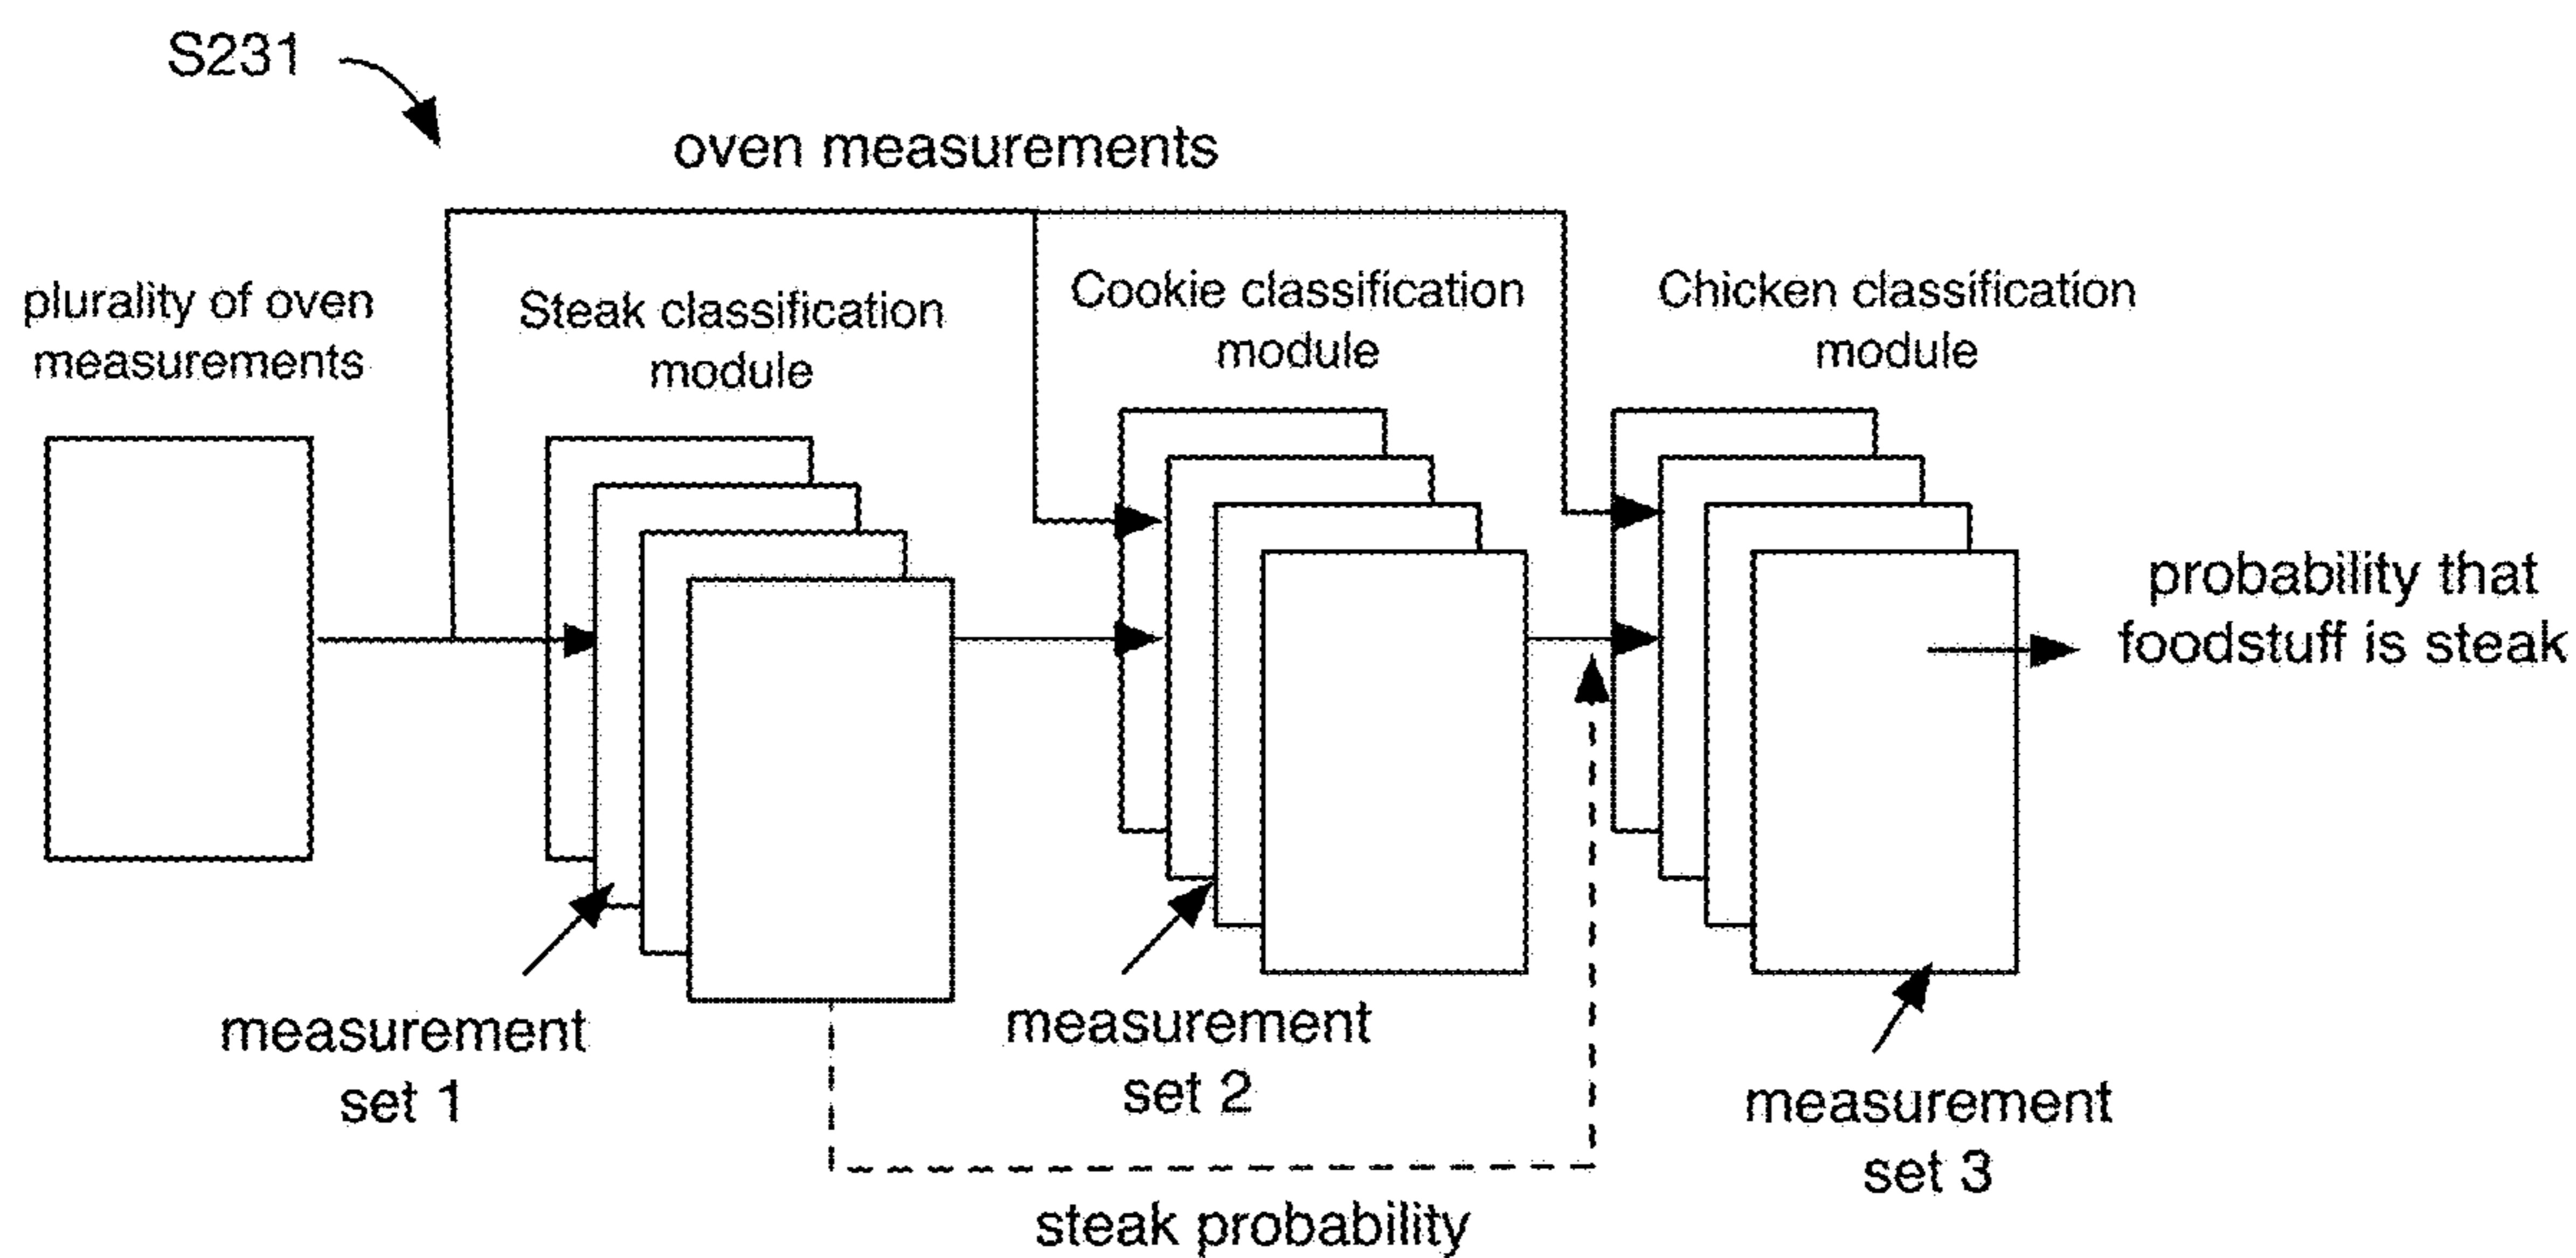 S231
oven measurements
plurality of oven
measurements
Steak classification
module
Cookie classification
module
Chicken classification
module
probability that
foodstuff is steak
measurement
set 1
measurement
set 2
measurement
set 3
steak probability